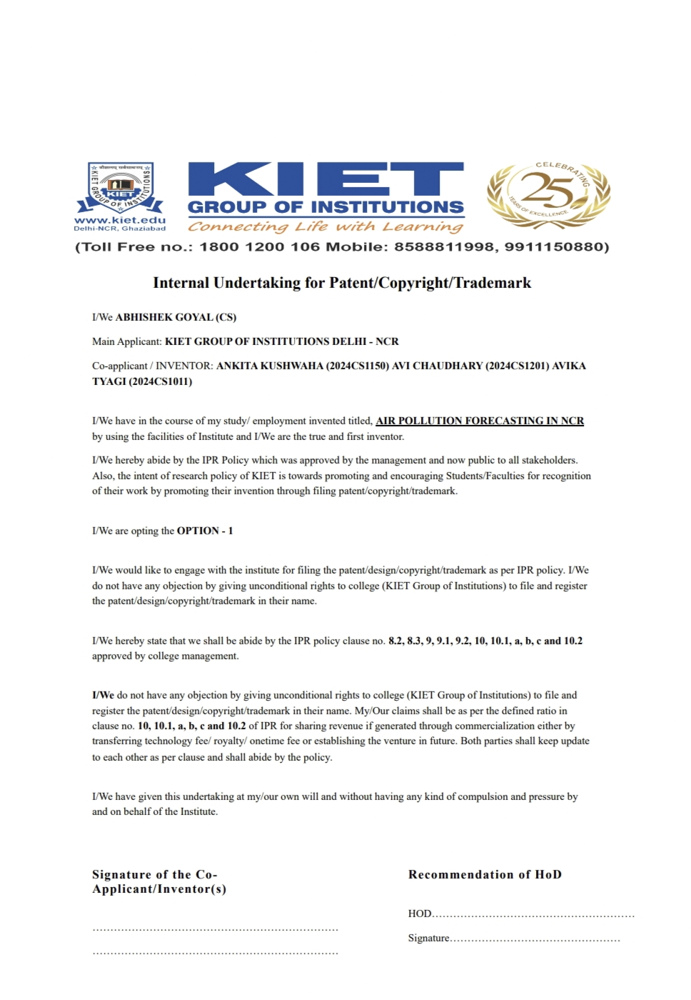 कौशलम् सर्वसाधनम्
KIET GROUP OF INSTITUTIONS
KIET
www.kiet.edu
Delhi-NCR, Ghaziabad
KIET
GROUP OF INSTITUTIONS
Connecting Life with Learning
CELEBRATING
25
YEARS OF EXCELLENCE
(Toll Free no.: 1800 1200 106 Mobile: 8588811998, 9911150880)
Internal Undertaking for Patent/Copyright/Trademark
I/We ABHISHEK GOYAL (CS)
Main Applicant: KIET GROUP OF INSTITUTIONS DELHI - NCR
Co-applicant / INVENTOR: ANKITA KUSHWAHA (2024CS1150) AVI CHAUDHARY (2024CS1201) AVIKA
TYAGI (2024CS1011)
I/We have in the course of my study/ employment invented titled, AIR POLLUTION FORECASTING IN NCR
by using the facilities of Institute and I/We are the true and first inventor.
I/We hereby abide by the IPR Policy which was approved by the management and now public to all stakeholders.
Also, the intent of research policy of KIET is towards promoting and encouraging Students/Faculties for recognition
of their work by promoting their invention through filing patent/copyright/trademark.
I/We are opting the OPTION - 1
I/We would like to engage with the institute for filing the patent/design/copyright/trademark as per IPR policy. I/We
do not have any objection by giving unconditional rights to college (KIET Group of Institutions) to file and register
the patent/design/copyright/trademark in their name.
I/We hereby state that we shall be abide by the IPR policy clause no. 8.2, 8.3, 9, 9.1, 9.2, 10, 10.1, a, b, c and 10.2
approved by college management.
I/We do not have any objection by giving unconditional rights to college (KIET Group of Institutions) to file and
register the patent/design/copyright/trademark in their name. My/Our claims shall be as per the defined ratio in
clause no. 10, 10.1, a, b, c and 10.2 of IPR for sharing revenue if generated through commercialization either by
transferring technology fee/ royalty/ onetime fee or establishing the venture in future. Both parties shall keep update
to each other as per clause and shall abide by the policy.
I/We have given this undertaking at my/our own will and without having any kind of compulsion and pressure by
and on behalf of the Institute.
Signature of the Co-
Applicant/Inventor(s)
Recommendation of HoD
HOD.........................................................
Signature................................................
.....................................................................
.....................................................................